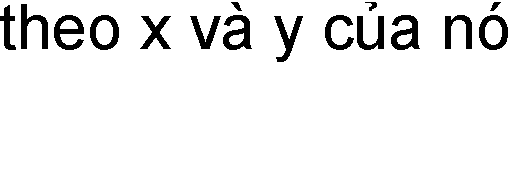 theo x và y của nó